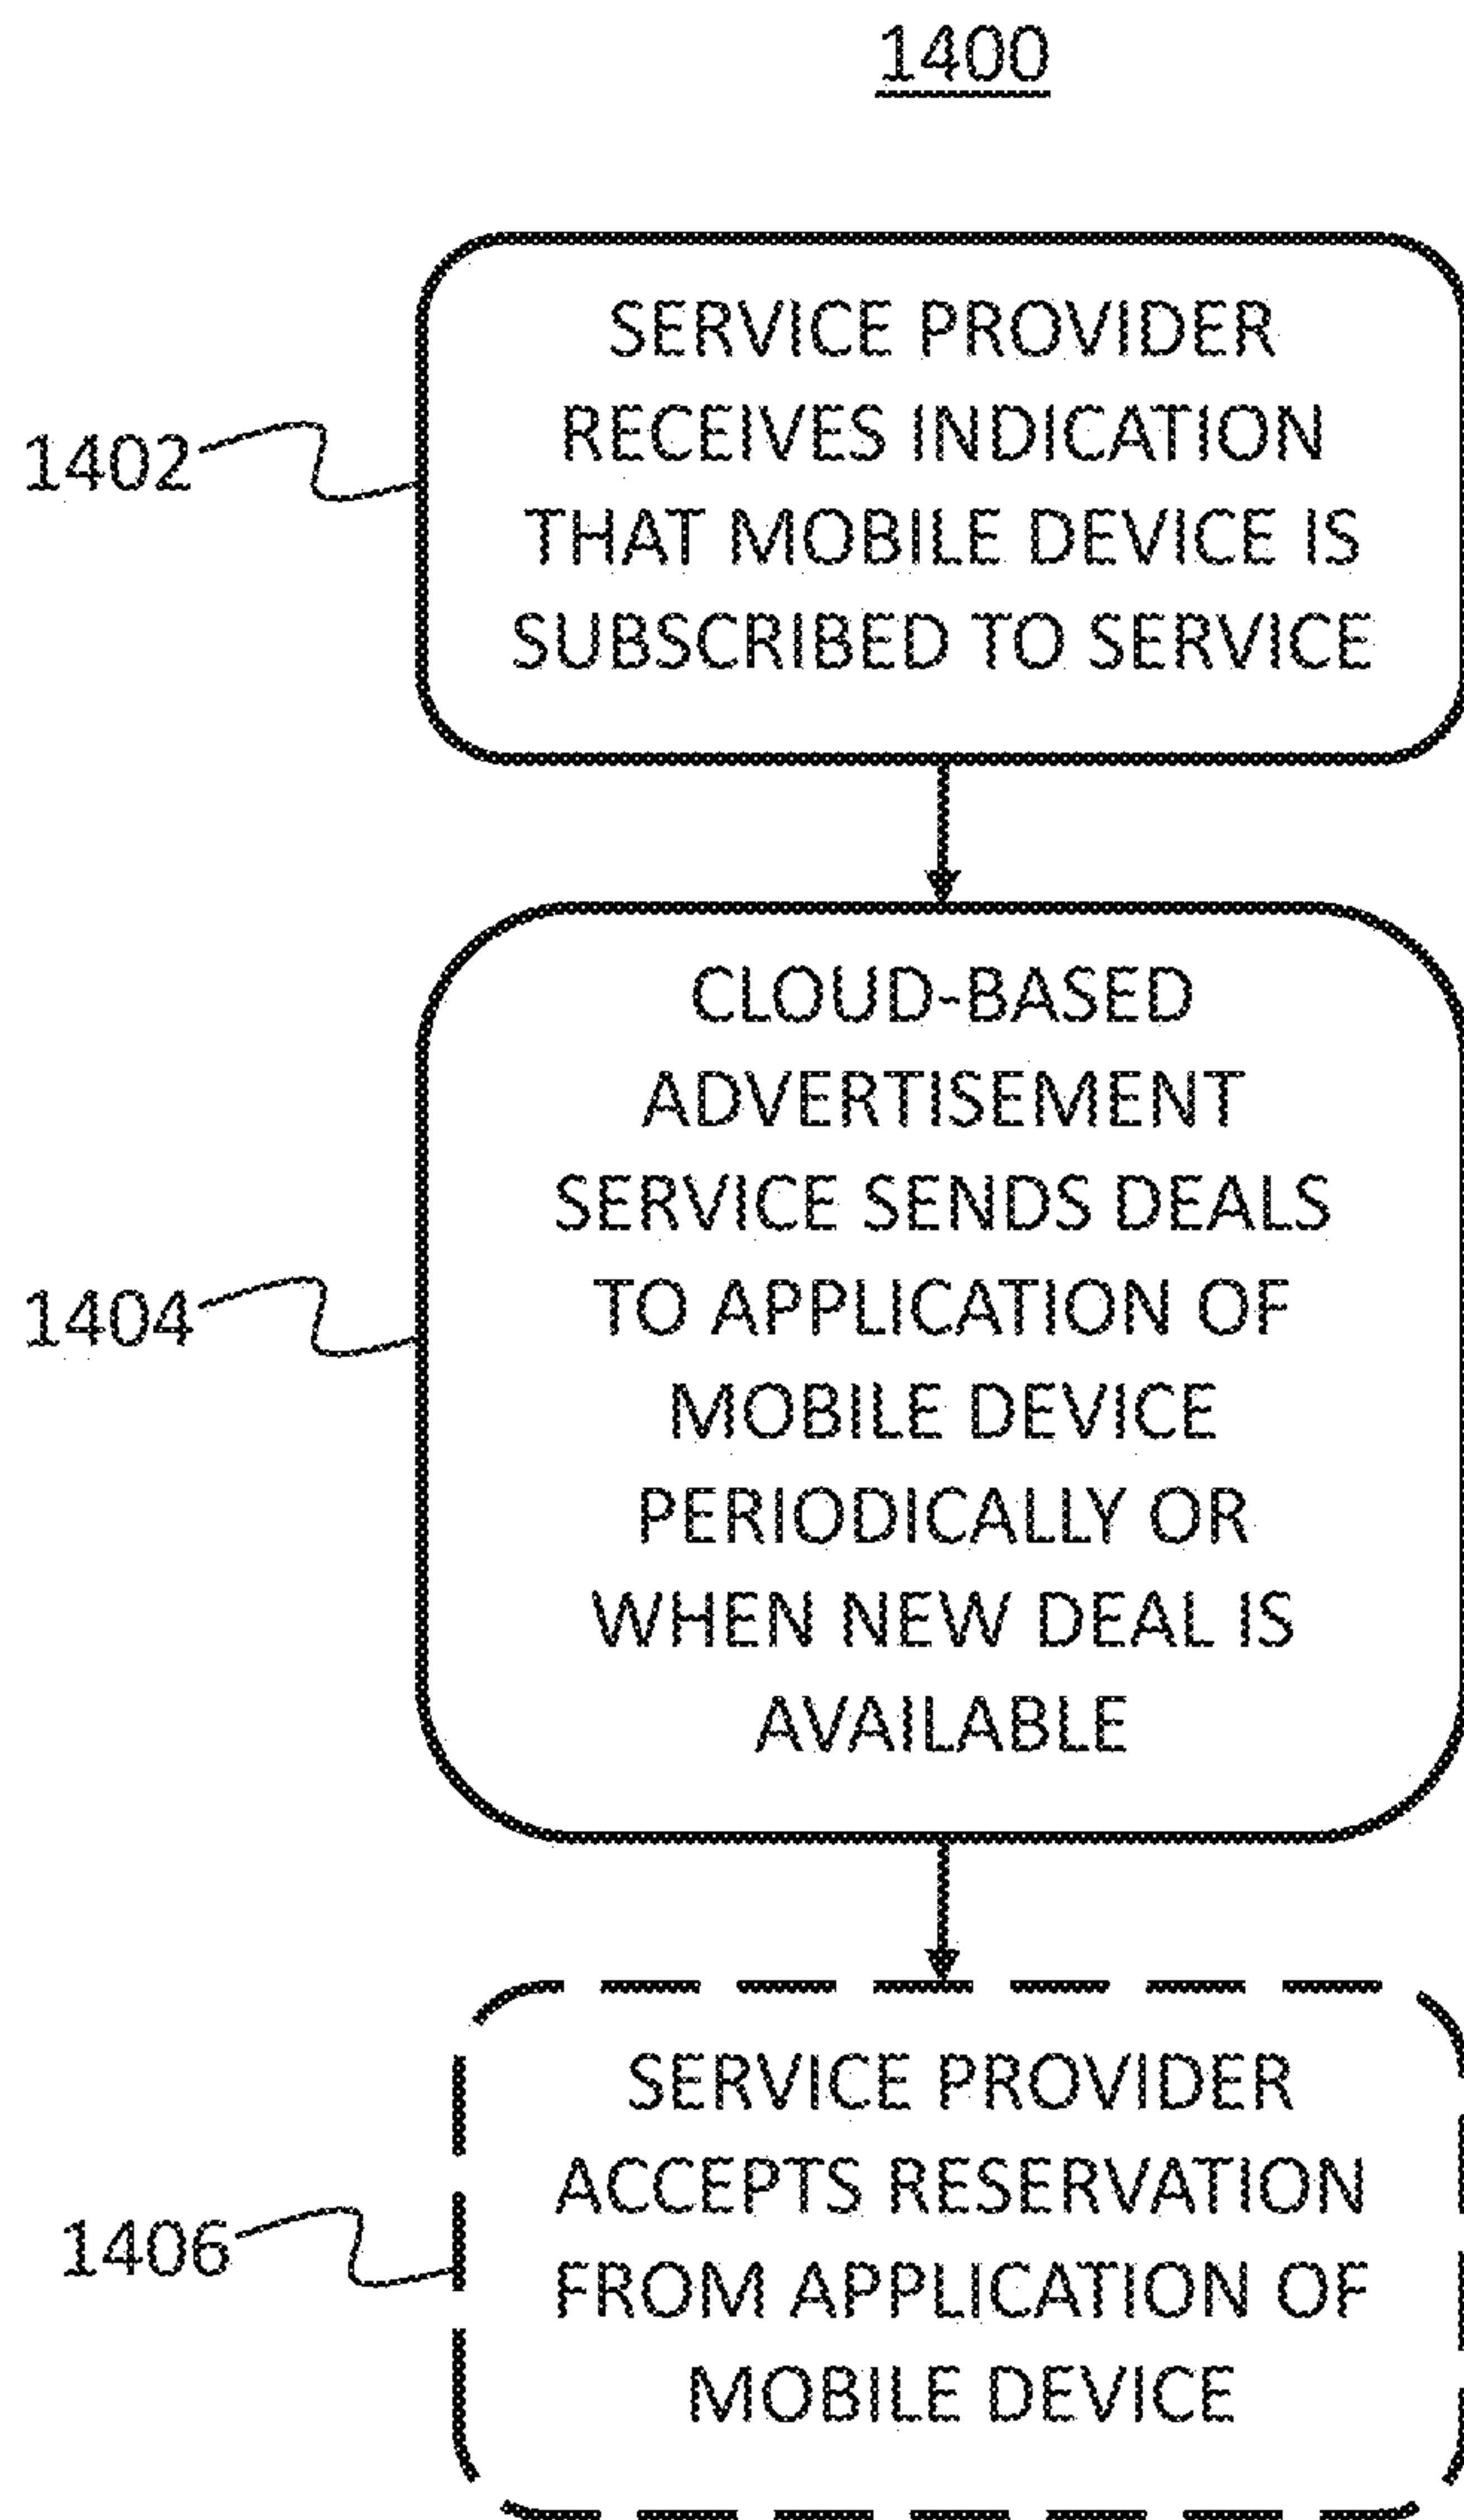 1400
SERVICE PROVIDER
RECEIVES INDICATION
1402
THAT MOBILE DEVICE IS
SUBSCRIBED TO SERVICE
CLOUD-BASED
ADVERTISEMENT
SERVICE SENDS DEALS
TO APPLICATION OF
1404
MOBILE DEVICE
PERIODICALLY OR
WHEN NEW DEAL IS
AVAILABLE
SERVICE PROVIDER
ACCEPTS RESERVATION
1406
FROM APPLICATION OF
MOBILE DEVICE